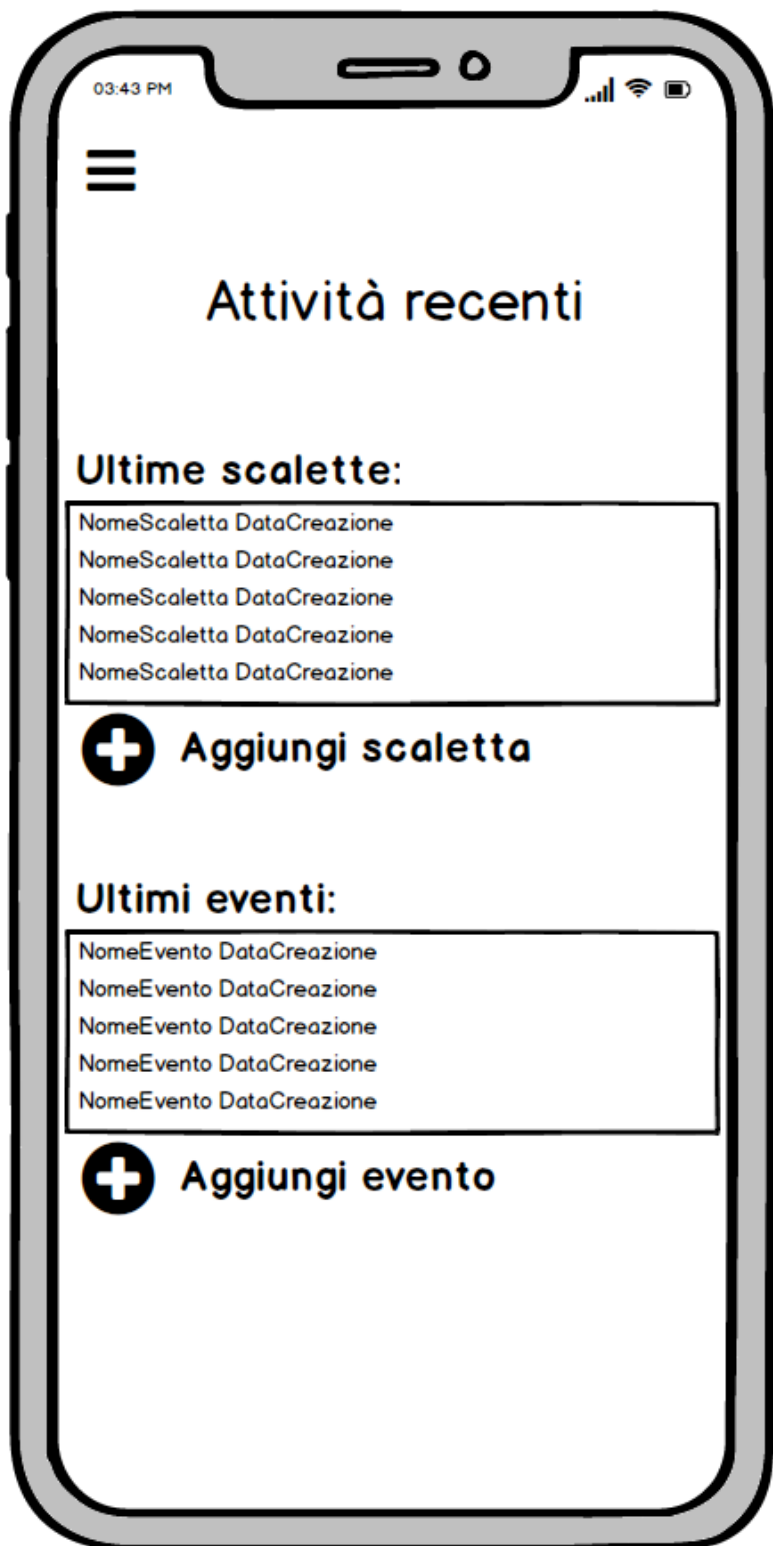 03:43 PM
Attività recenti
Ultime scalette:
NomeScaletta DataCreazione
NomeScaletta DataCreazione
NomeScaletta DataCreazione
NomeScaletta DataCreazione
NomeScaletta DataCreazione
Aggiungi scaletta
Ultimi eventi:
NomeEvento DataCreazione
NomeEvento DataCreazione
NomeEvento DataCreazione
NomeEvento DataCreazione
NomeEvento DataCreazione
Aggiungi evento